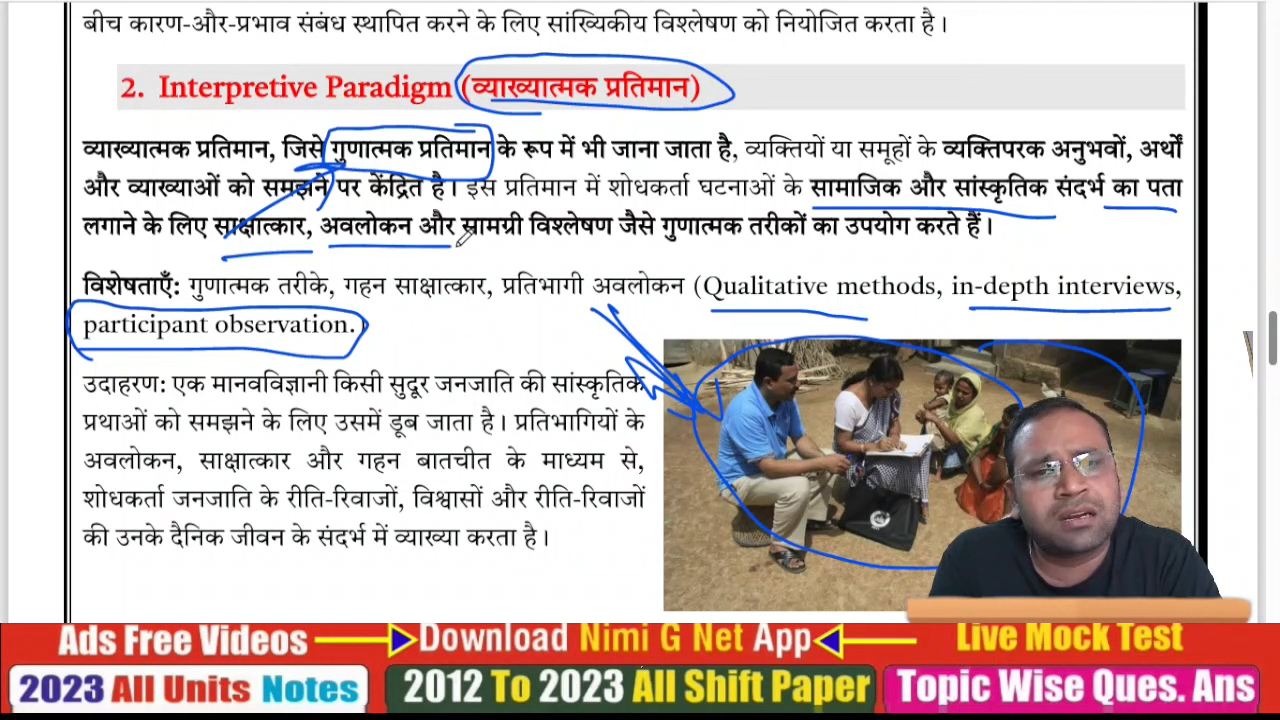 बीच कारण-और-प्रभाव संबंध स्थापित करने के लिए सांख्यिकीय विश्लेषण को नियोजित करता है।
2. Interpretive Paradigm (व्याख्यात्मक प्रतिमान)
व्याख्यात्मक प्रतिमान, जिसे गुणात्मक प्रतिमान के रूप में भी जाना जाता है, व्यक्तियों या समूहों के व्यक्तिपरक अनुभवों, अर्थों
और व्याख्याओं को समझने पर केंद्रित है। इस प्रतिमान में शोधकर्ता घटनाओं के सामाजिक और सांस्कृतिक संदर्भ का पता
लगाने के लिए साक्षात्कार, अवलोकन और सामग्री विश्लेषण जैसे गुणात्मक तरीकों का उपयोग करते हैं।
विशेषताएँ: गुणात्मक तरीके, गहन साक्षात्कार, प्रतिभागी अवलोकन (Qualitative methods, in-depth interviews,
participant observation.
उदाहरण: एक मानवविज्ञानी किसी सुदूर जनजाति की सांस्कृतिक
प्रथाओं को समझने के लिए उसमें डूब जाता है। प्रतिभागियों के
अवलोकन, साक्षात्कार और गहन बातचीत के माध्यम से,
शोधकर्ता जनजाति के रीति-रिवाजों, विश्वासों और रीति-रिवाजों
की उनके दैनिक जीवन के संदर्भ में व्याख्या करता है।
Ads Free Videos Download Nimi G Net App Live Mock Test
2023 All Units Notes 2012 To 2023 All Shift Paper Topic Wise Ques. Ans